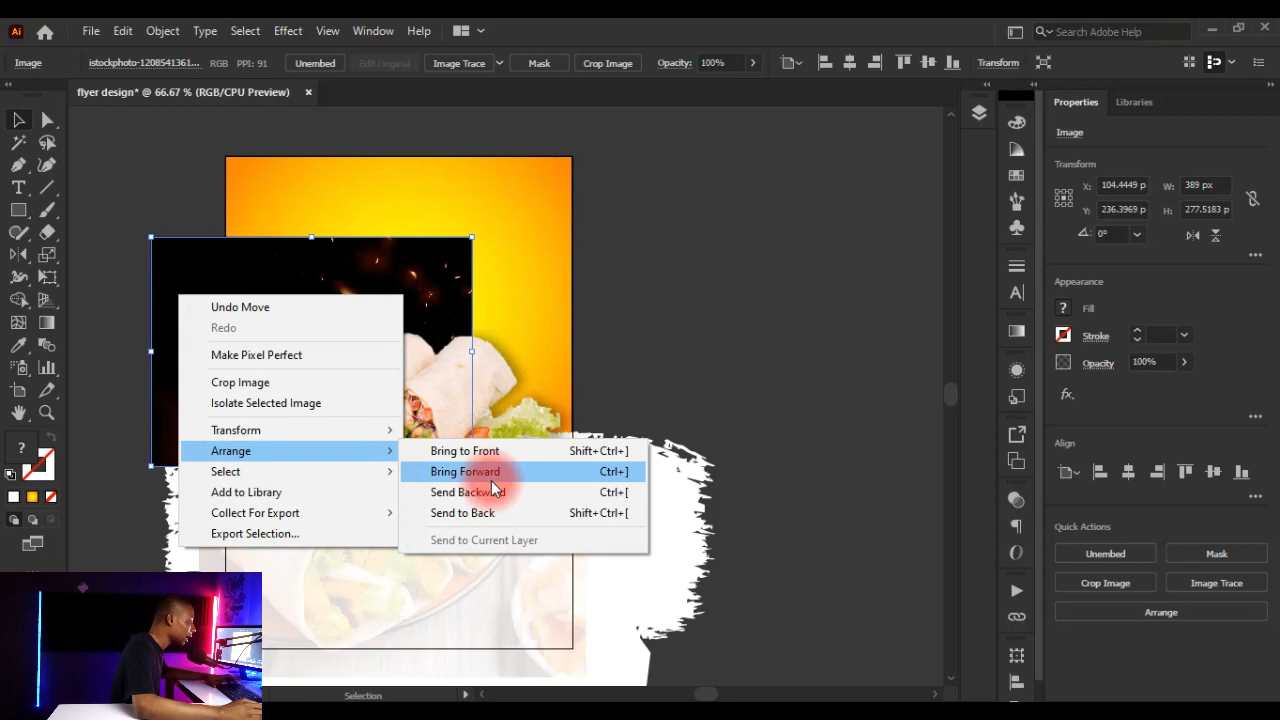 Ai File Edit Object Type Select Effect View Window Help Search Adobe Help
Image istockphoto-1208541361... RGB PPI: 91 Unembed Edit Original Image Trace Mask Crop Image Opacity: 100% Transform
flyer design* @ 66.67 % (RGB/CPU Preview) ×
Properties Libraries
Image
Transform
X: 104.4449 p W: 389 px
Y: 236.3969 p H: 277.5183 p
0°
Appearance
? Fill
Stroke
Opacity 100%
fx.
Align
Quick Actions
Unembed Mask
Crop Image Image Trace
Arrange
Undo Move
Redo
Make Pixel Perfect
Crop Image
Isolate Selected Image
Transform
Arrange
Select
Add to Library
Collect For Export
Export Selection...
Bring to Front Shift+Ctrl+]
Bring Forward Ctrl+]
Send Backward Ctrl+[
Send to Back Shift+Ctrl+[
Send to Current Layer
?
Selection